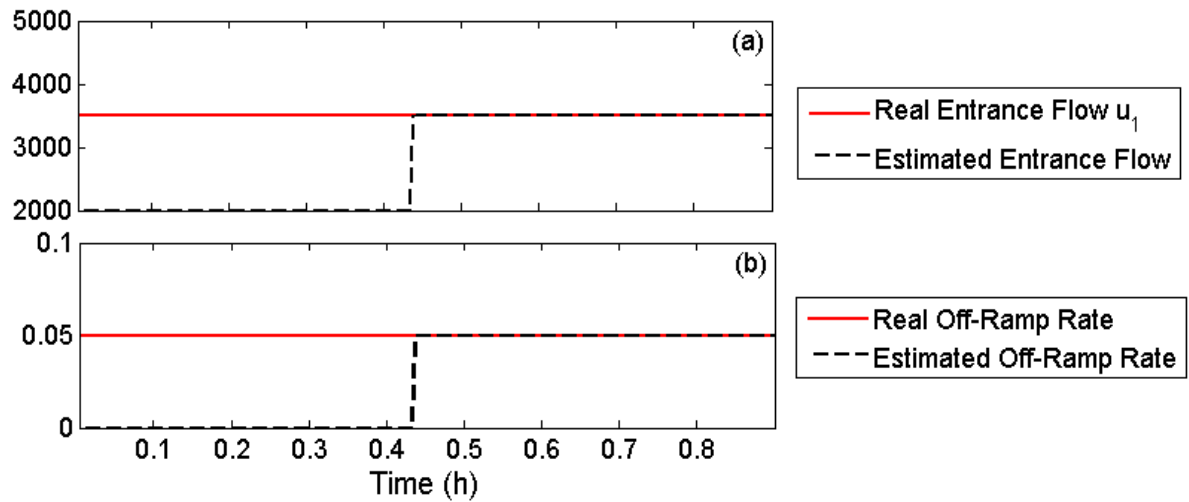 5000
(a)
4000
3000
2000
Real Entrance Flow u1
Estimated Entrance Flow
0.1
(b)
0.05
0
Real Off-Ramp Rate
Estimated Off-Ramp Rate
0.1 0.2 0.3 0.4 0.5 0.6 0.7 0.8
Time (h)